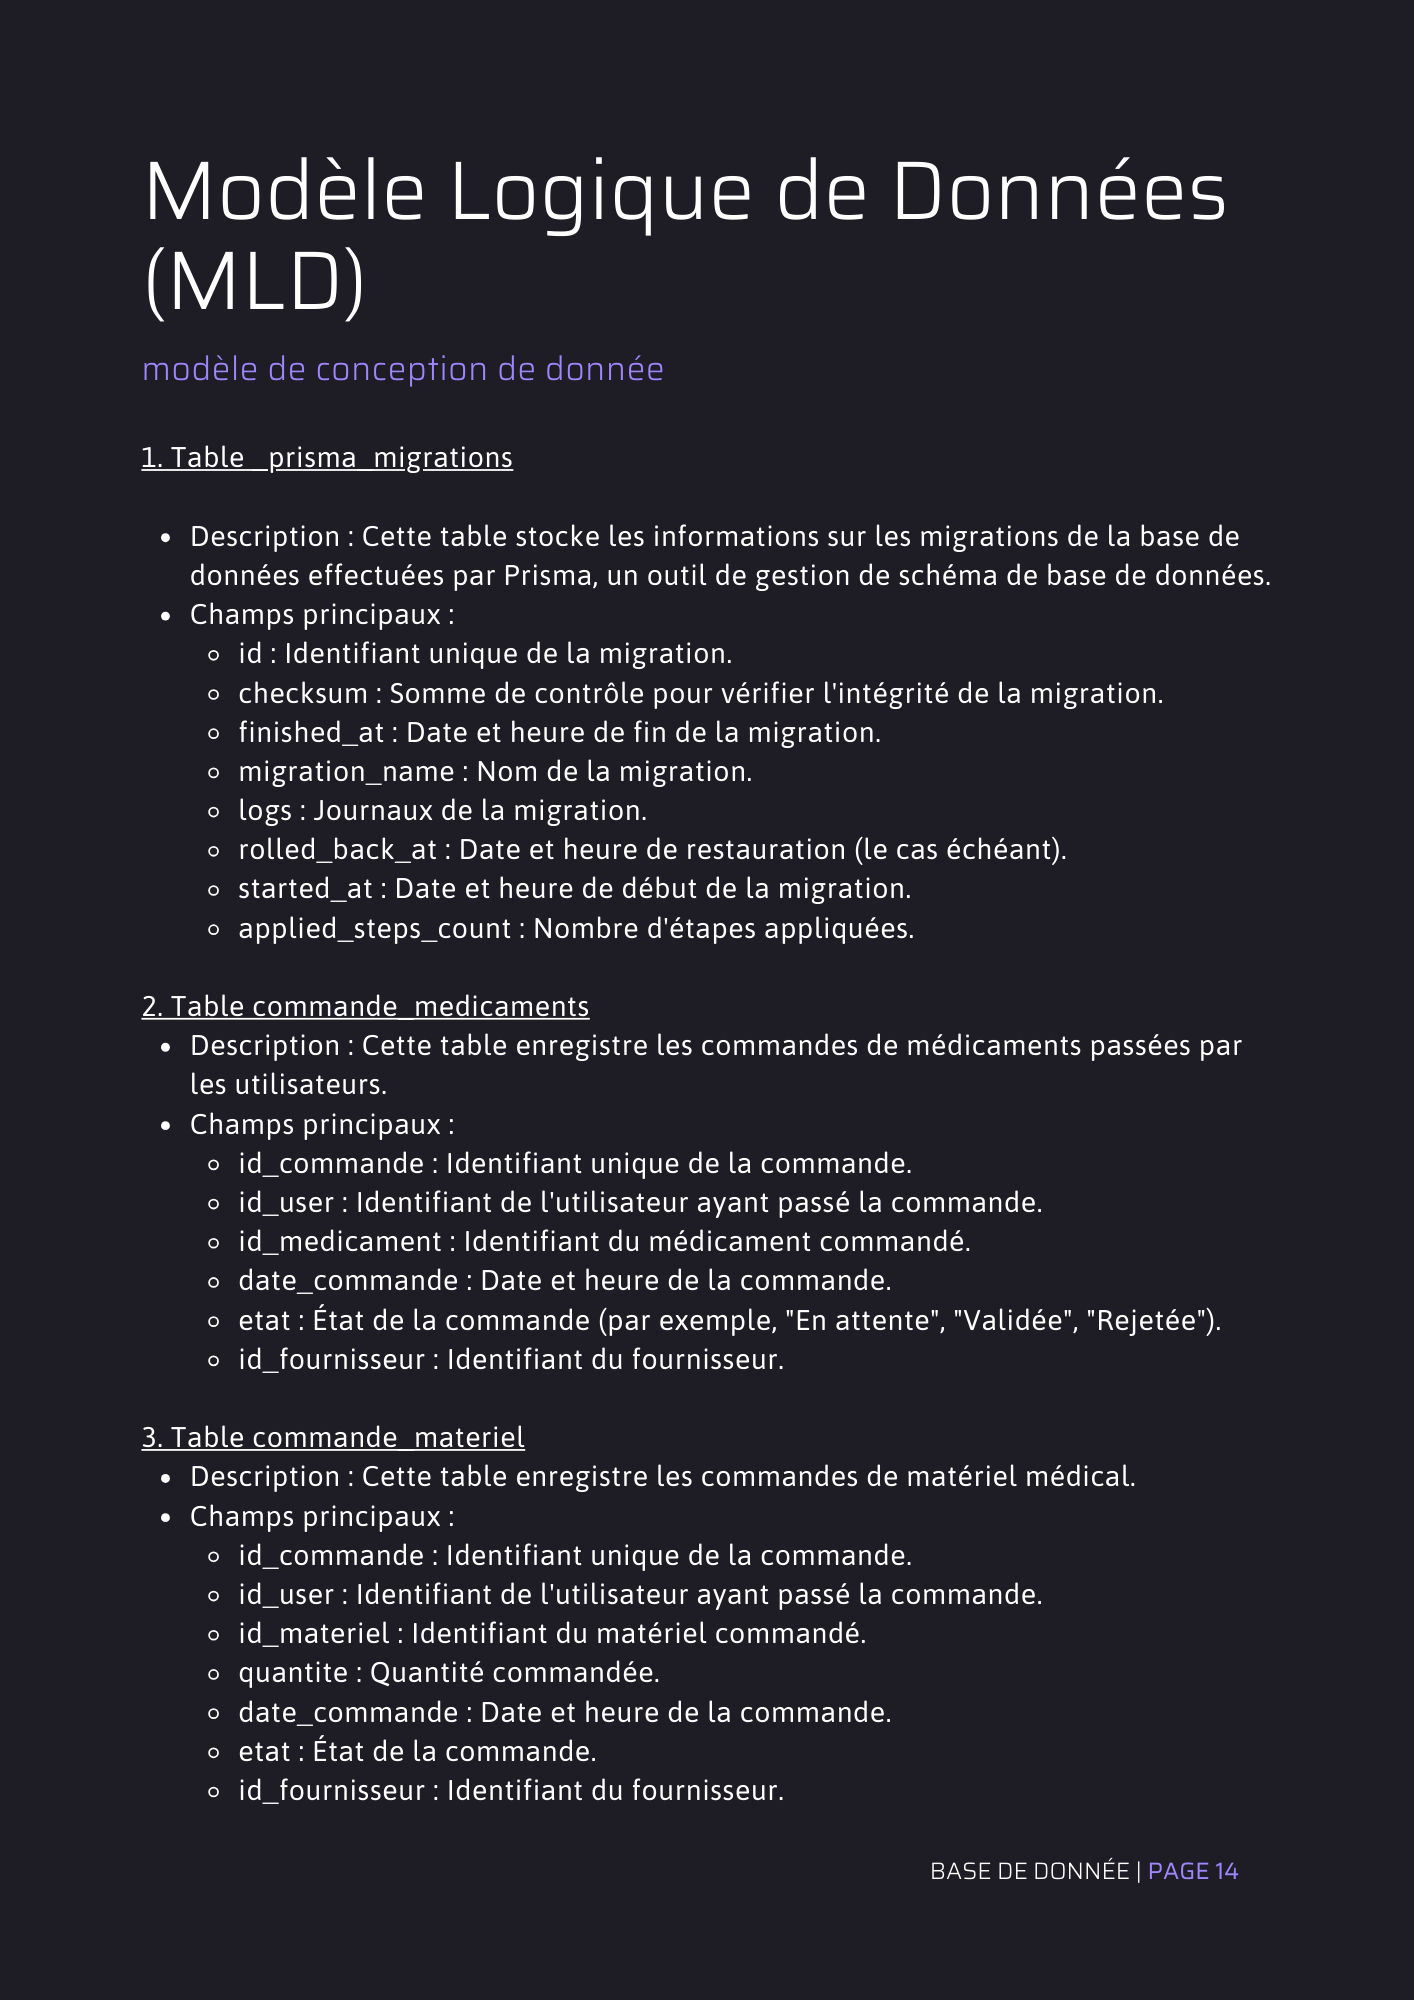 Modèle Logique de Données
(MLD)
modèle de conception de donnée
1. Table _prisma_migrations
• Description : Cette table stocke les informations sur les migrations de la base de
données effectuées par Prisma, un outil de gestion de schéma de base de données.
• Champs principaux :
◦ id : Identifiant unique de la migration.
◦ checksum : Somme de contrôle pour vérifier l'intégrité de la migration.
◦ finished_at : Date et heure de fin de la migration.
◦ migration_name : Nom de la migration.
◦ logs : Journaux de la migration.
◦ rolled_back_at : Date et heure de restauration (le cas échéant).
◦ started_at : Date et heure de début de la migration.
◦ applied_steps_count : Nombre d'étapes appliquées.
2. Table commande_medicaments
• Description : Cette table enregistre les commandes de médicaments passées par
les utilisateurs.
• Champs principaux :
◦ id_commande : Identifiant unique de la commande.
◦ id_user : Identifiant de l'utilisateur ayant passé la commande.
◦ id_medicament : Identifiant du médicament commandé.
◦ date_commande : Date et heure de la commande.
◦ etat : État de la commande (par exemple, "En attente", "Validée", "Rejetée").
◦ id_fournisseur : Identifiant du fournisseur.
3. Table commande_materiel
• Description : Cette table enregistre les commandes de matériel médical.
• Champs principaux :
◦ id_commande : Identifiant unique de la commande.
◦ id_user : Identifiant de l'utilisateur ayant passé la commande.
◦ id_materiel : Identifiant du matériel commandé.
◦ quantite : Quantité commandée.
◦ date_commande : Date et heure de la commande.
◦ etat : État de la commande.
◦ id_fournisseur : Identifiant du fournisseur.
BASE DE DONNÉE | PAGE 14